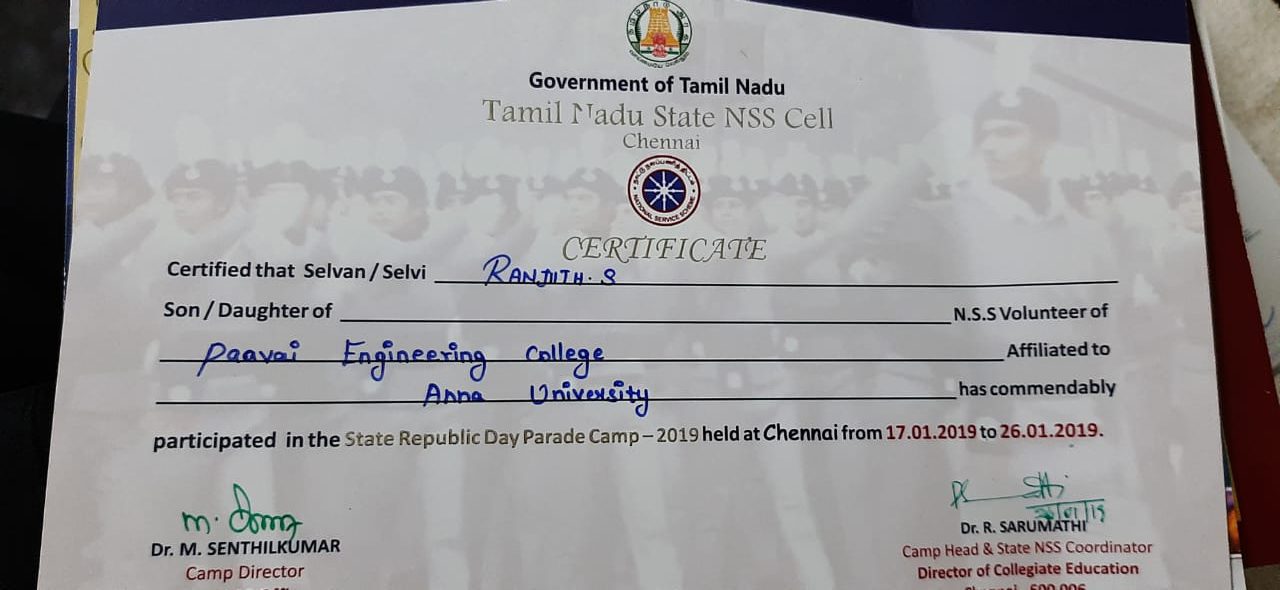 Government of Tamil Nadu
Tamil Nadu State NSS Cell
Chennai
NATIONAL SERVICE SCHEME
CERTIFICATE
Certified that Selvan / Selvi RANJITH. S
Son / Daughter of N.S.S Volunteer of
Paavai Engineering College Affiliated to
Anna University has commendably
participated in the State Republic Day Parade Camp – 2019 held at Chennai from 17.01.2019 to 26.01.2019.
Dr. M. SENTHILKUMAR
Camp Director
Dr. R. SARUMATHI
Camp Head & State NSS Coordinator
Director of Collegiate Education